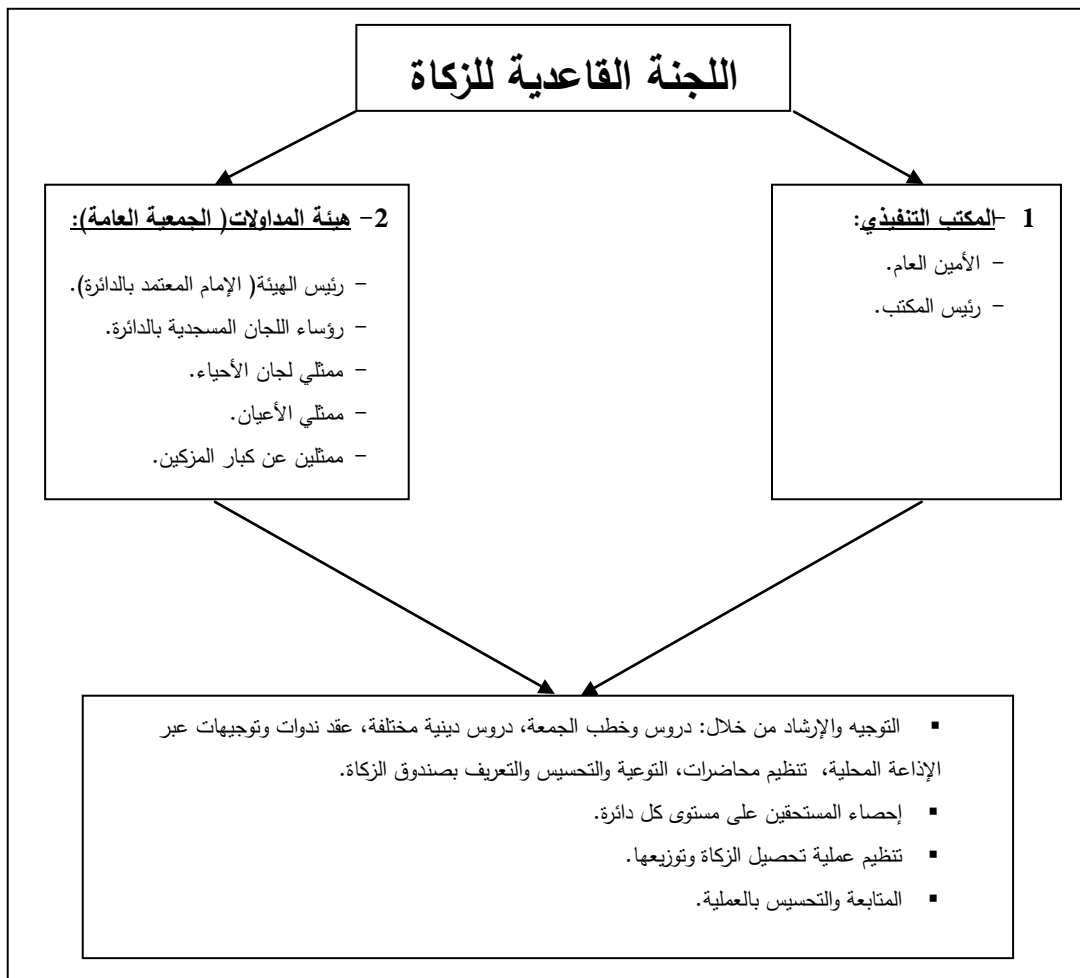 اللجنة القاعدية للزكاة
1 -المكتب التنفيذي:
- الأمين العام.
- رئيس المكتب.
2- هيئة المداولات( الجمعية العامة):
- رئيس الهيئة( الإمام المعتمد بالدائرة).
- رؤساء اللجان المسجدية بالدائرة.
- ممثلي لجان الأحياء.
- ممثلي الأعيان.
- ممثلين عن كبار المزكين.
▪ التوجيه والإرشاد من خلال: دروس وخطب الجمعة، دروس دينية مختلفة، عقد ندوات وتوجيهات عبر
الإذاعة المحلية، تنظيم محاضرات، التوعية والتحسيس والتعريف بصندوق الزكاة.
▪ إحصاء المستحقين على مستوى كل دائرة.
▪ تنظيم عملية تحصيل الزكاة وتوزيعها.
▪ المتابعة والتحسيس بالعملية.